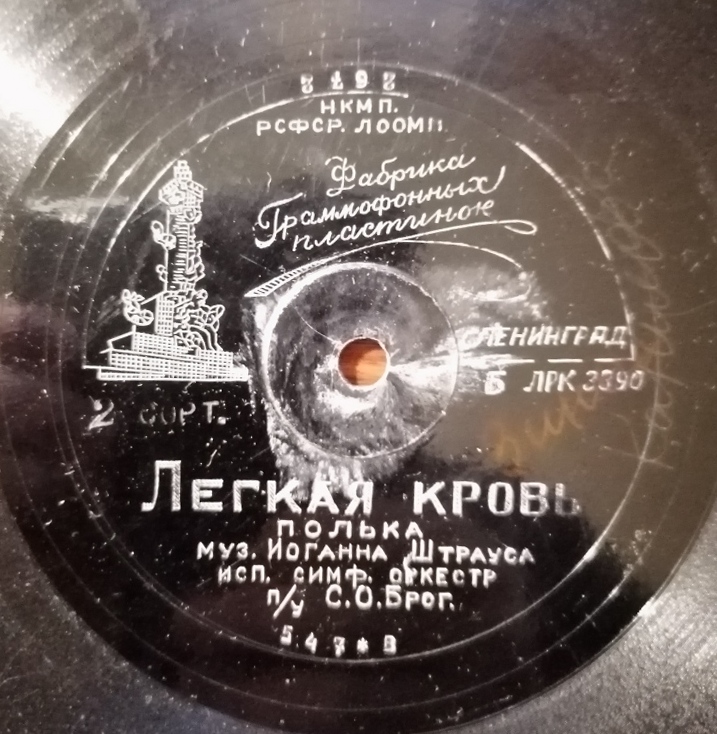 НКМП.
РСФСР. ЛООМП.
Фабрика
Граммофонных
пластинок
ЛЕНИНГРАД
Б ЛРК 3390
2 СОРТ.
ЛЕГКАЯ КРОВЬ
ПОЛЬКА
МУЗ. ИОГАННА ШТРАУСА
ИСП. СИМФ. ОРКЕСТР
П/У С.О.БРОГ.